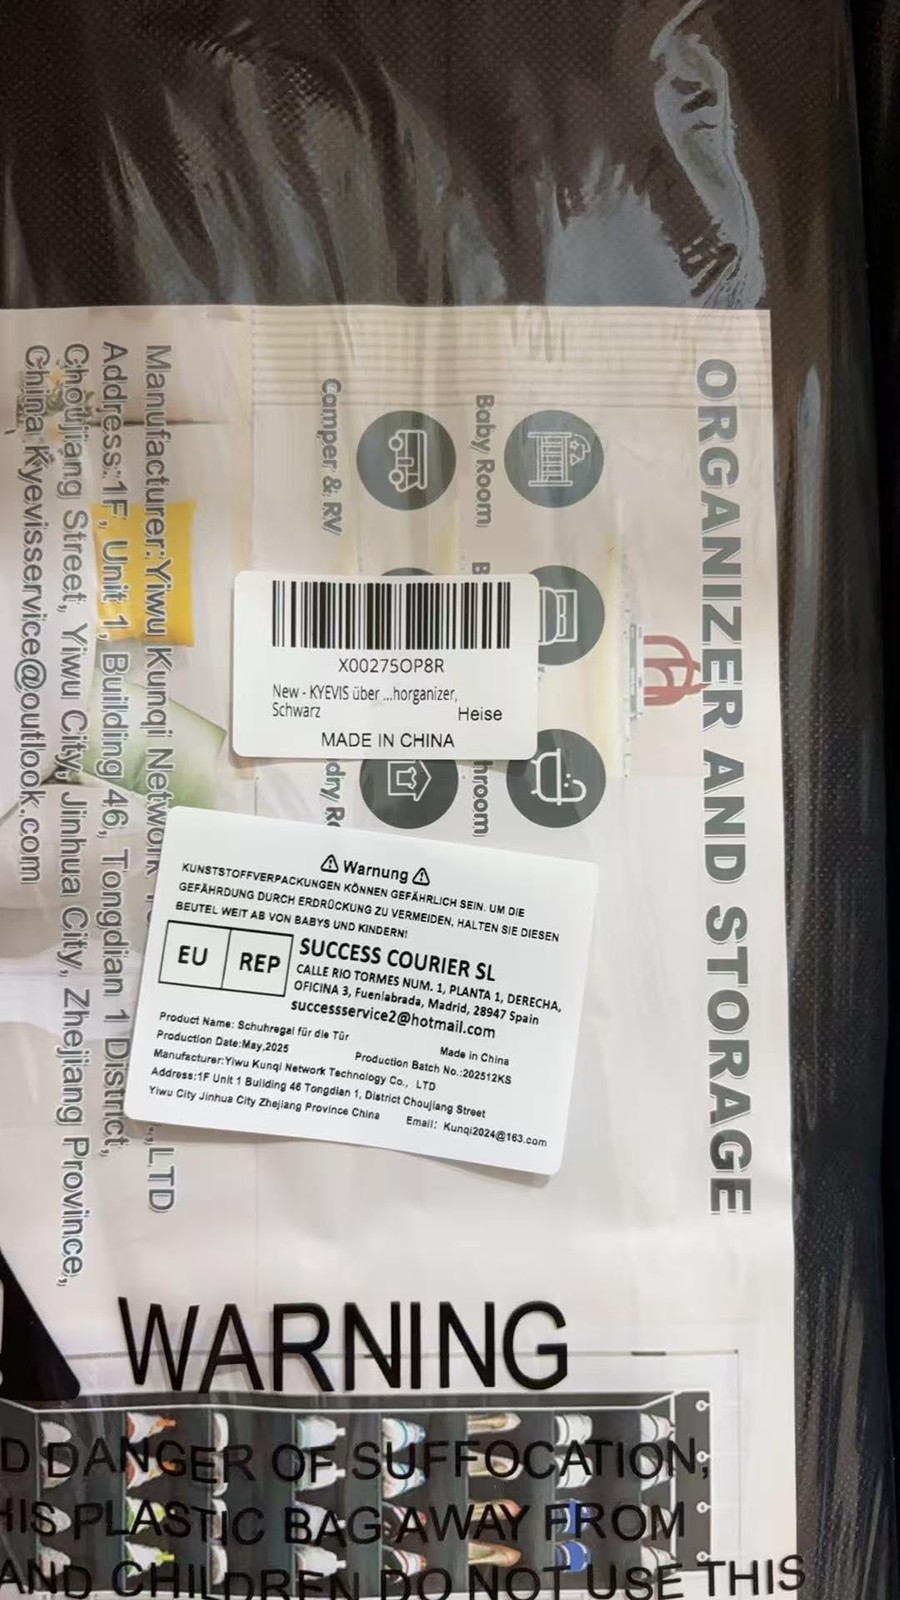 ORGANIZER AND STORAGE
Baby Room
Camper & RV
Manufacturer:Yiwu Kunqi Network
.,LTD
Address:1F, Unit 1, Building 46, Tongdian 1 District,
Choujiang Street, Yiwu City, Jinhua City, Zhejiang Province,
China Kyevisservice@outlook.com
X00275OP8R
New - KYEVIS über ...horganizer,
Schwarz
Heise
MADE IN CHINA
Warnung
KUNSTSTOFFVERPACKUNGEN KÖNNEN GEFÄHRLICH SEIN. UM DIE
GEFÄHRDUNG DURCH ERDRÜCKUNG ZU VERMEIDEN, HALTEN SIE DIESEN
BEUTEL WEIT AB VON BABYS UND KINDERN!
EU REP
SUCCESS COURIER SL
CALLE RIO TORMES NUM. 1, PLANTA 1, DERECHA,
OFICINA 3, Fuenlabrada, Madrid, 28947 Spain
successservice2@hotmail.com
Product Name: Schuhregal für die Tür
Made in China
Production Date:May,2025
Production Batch No.:202512KS
Manufacturer:Yiwu Kunqi Network Technology Co., LTD
Address:1F Unit 1 Building 46 Tongdian 1, District Choujiang Street
Yiwu City Jinhua City Zhejiang Province China
Email: Kunqi2024@163.com
WARNING
D DANGER OF SUFFOCATION,
HIS PLASTIC BAG AWAY FROM
AND CHILDREN DO NOT USE THIS